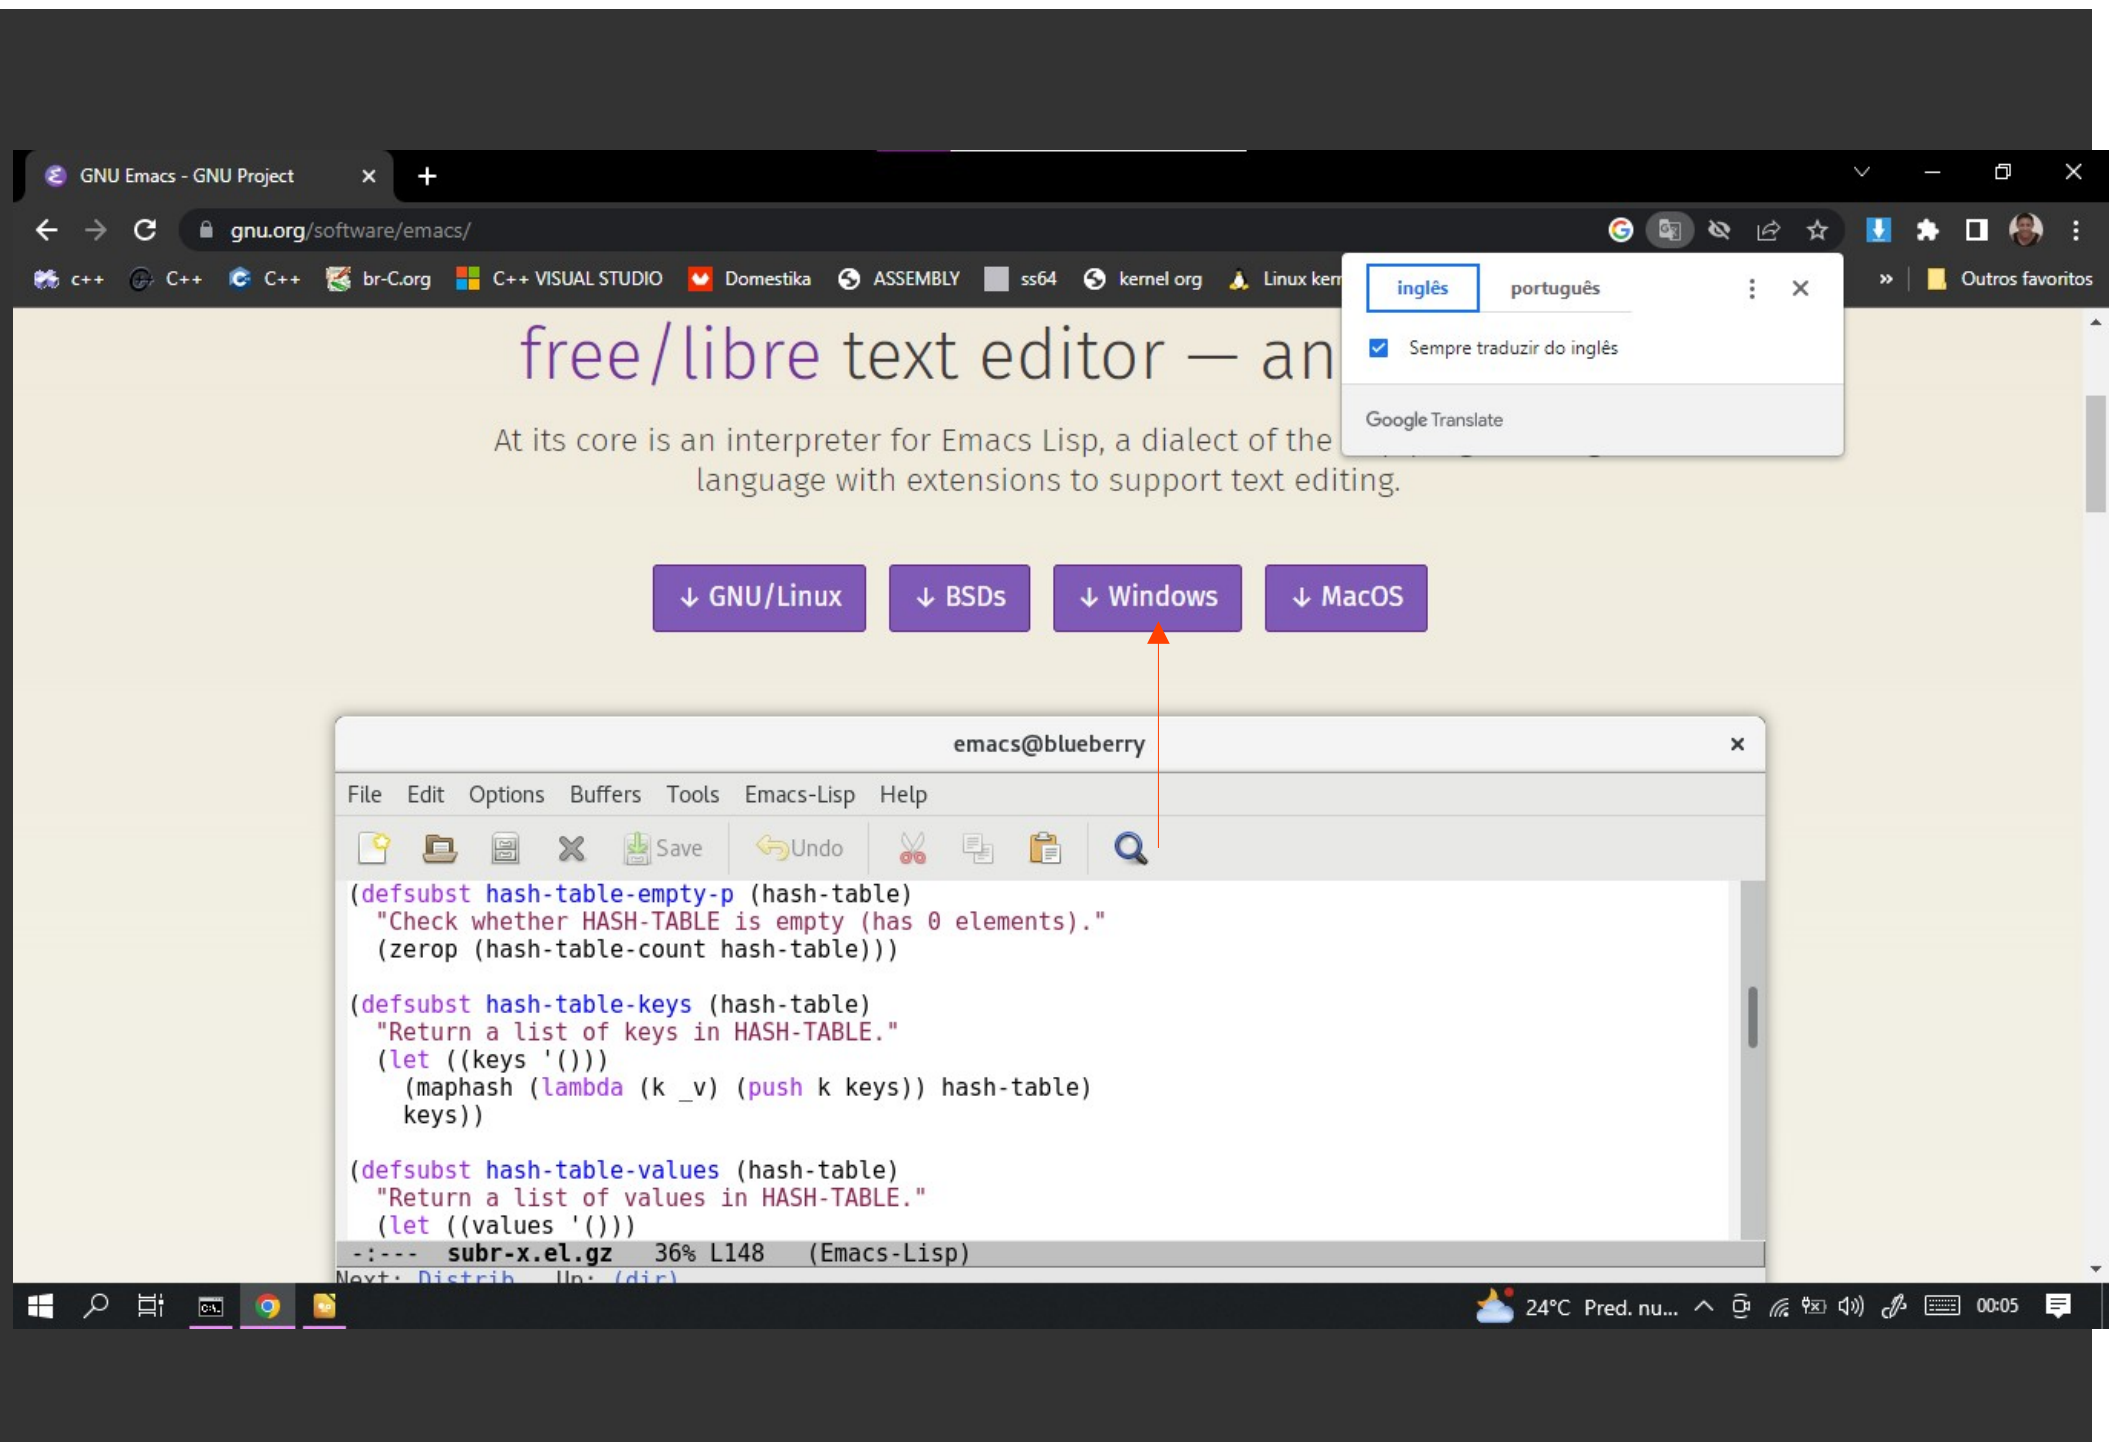 GNU Emacs - GNU Project
gnu.org/software/emacs/
c++ C++ C++ br-C.org C++ VISUAL STUDIO Domestika ASSEMBLY ss64 kernel org Linux kerr » Outros favoritos
inglês português
Sempre traduzir do inglês
Google Translate
free/libre text editor — an
At its core is an interpreter for Emacs Lisp, a dialect of the
language with extensions to support text editing.
↓ GNU/Linux ↓ BSDs ↓ Windows ↓ MacOS
emacs@blueberry
File Edit Options Buffers Tools Emacs-Lisp Help
Save Undo
(defsubst hash-table-empty-p (hash-table)
"Check whether HASH-TABLE is empty (has 0 elements)."
(zerop (hash-table-count hash-table)))
(defsubst hash-table-keys (hash-table)
"Return a list of keys in HASH-TABLE."
(let ((keys '()))
(maphash (lambda (k _v) (push k keys)) hash-table)
keys))
(defsubst hash-table-values (hash-table)
"Return a list of values in HASH-TABLE."
(let ((values '()))
-:--- subr-x.el.gz 36% L148 (Emacs-Lisp)
Next: Distrib Up: (dir)
24°C Pred. nu... 00:05